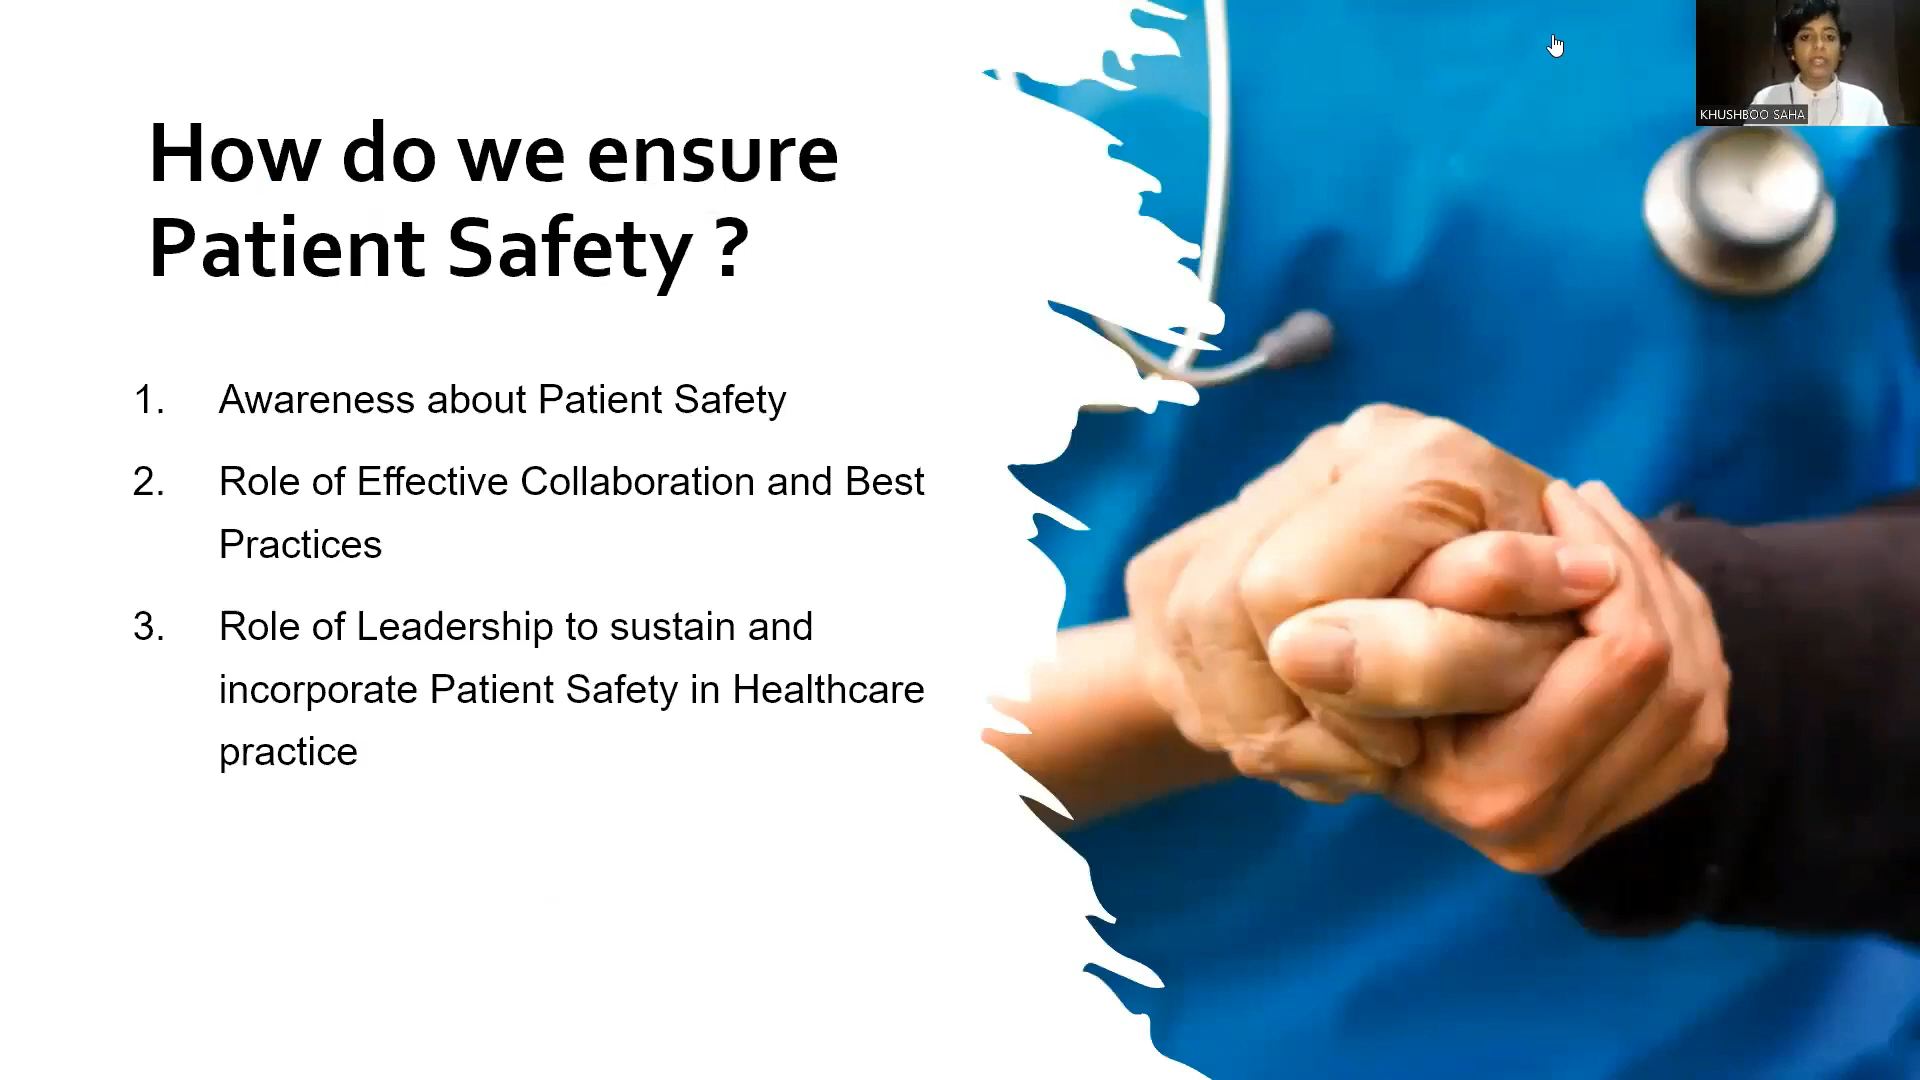 How do we ensure
Patient Safety ?
1. Awareness about Patient Safety
2. Role of Effective Collaboration and Best
Practices
3. Role of Leadership to sustain and
incorporate Patient Safety in Healthcare
practice
KHUSHBOO SAHA